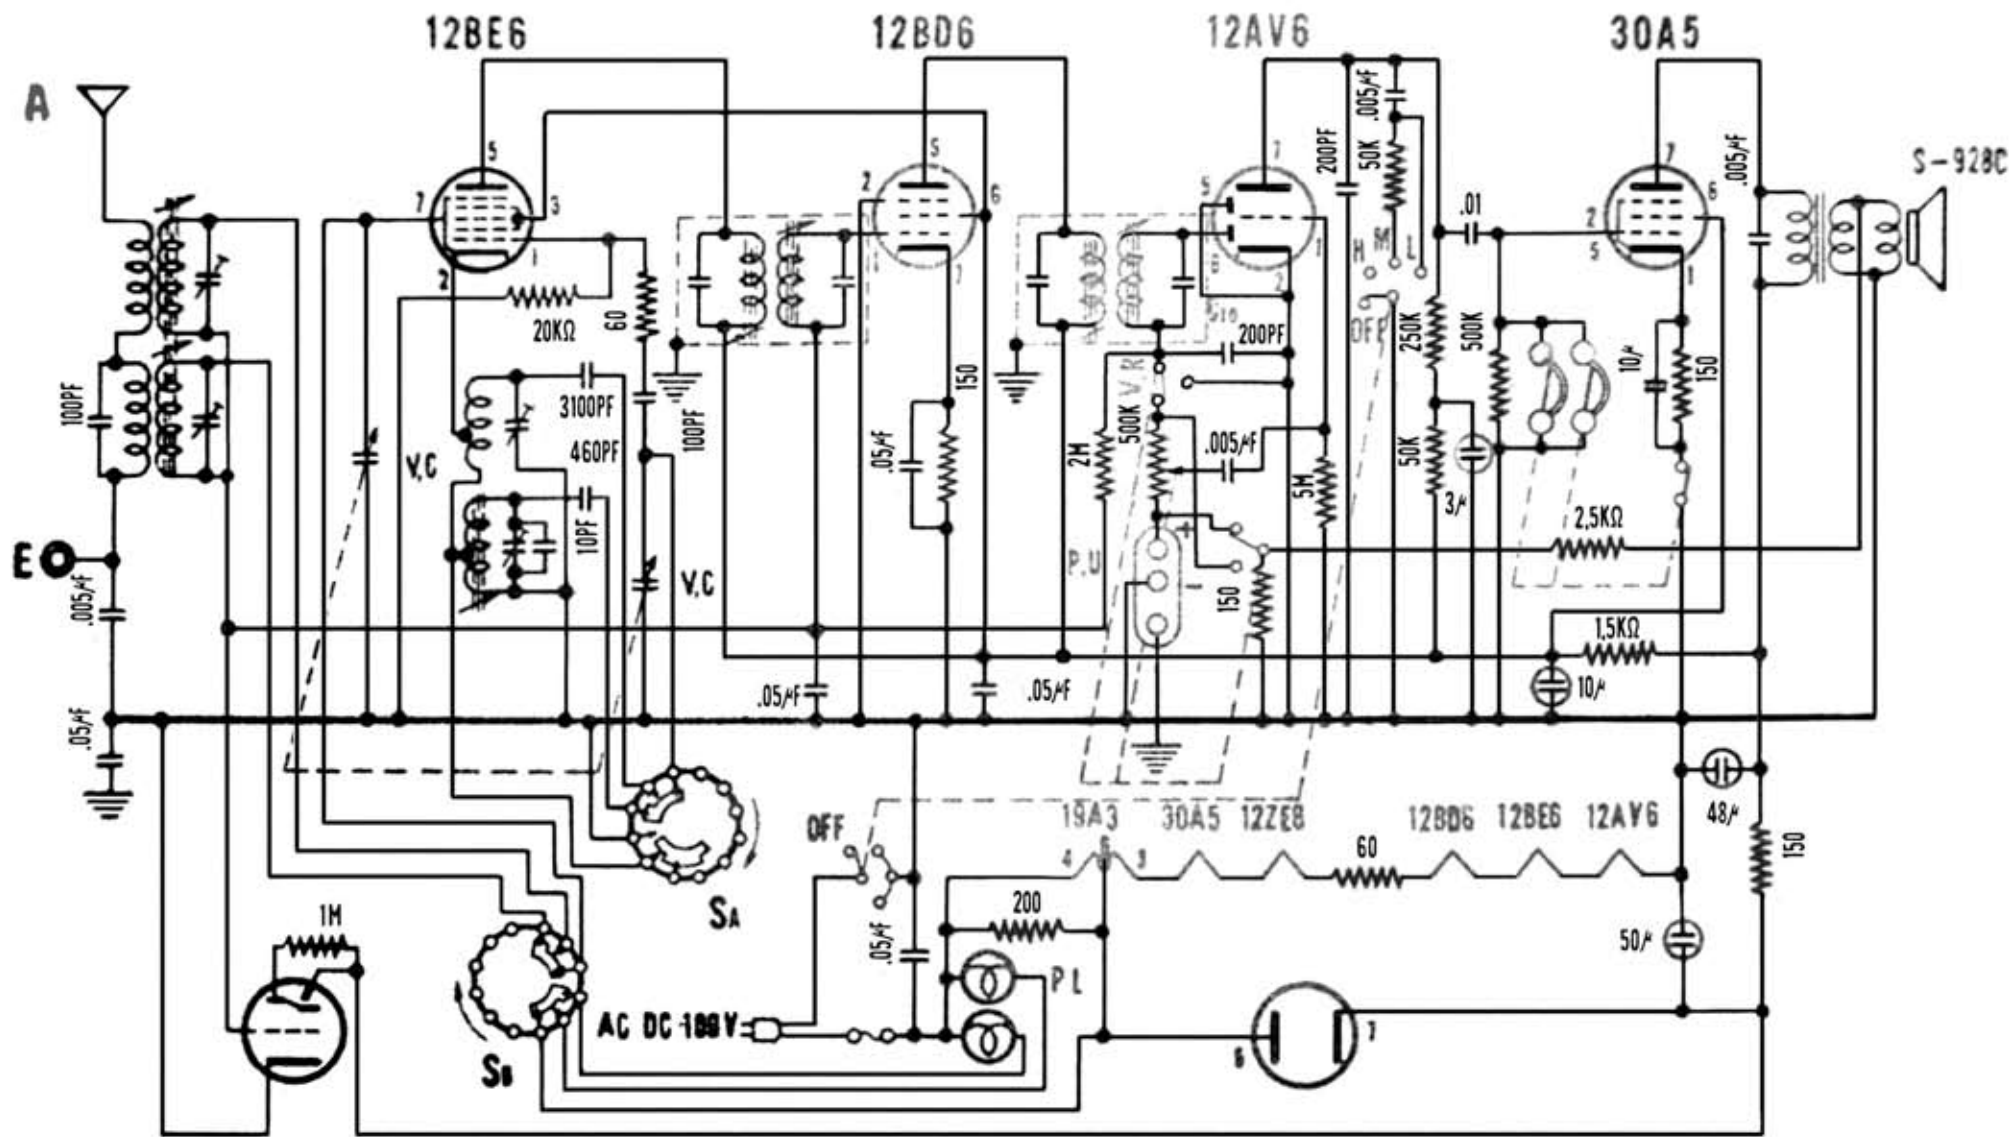 12BE6
12BD6
12AV6
30A5
A
S-928C
5
7
3
2
1
20KΩ
60
100PF
3100PF
460PF
100PF
10PF
V.C
V.C
E
.005μF
.05μF
5
2
6
7
150
.05μF
.05μF
.05μF
7
5
1
2
200PF
.005μF
50K
200PF
V.R
500K
2M
.005μF
5M
P.U
+
-
150
H
M
L
OFF
250K
50K
3μ
.01
500K
7
6
2
5
1
10μ
150
.005μF
2,5KΩ
1,5KΩ
10μ
48μ
150
50μ
SA
SB
1M
OFF
.05μF
AC DC 100V
19A3
30A5
12ZE8
12BD6
12BE6
12AV6
4
6
3
60
200
PL
6
7